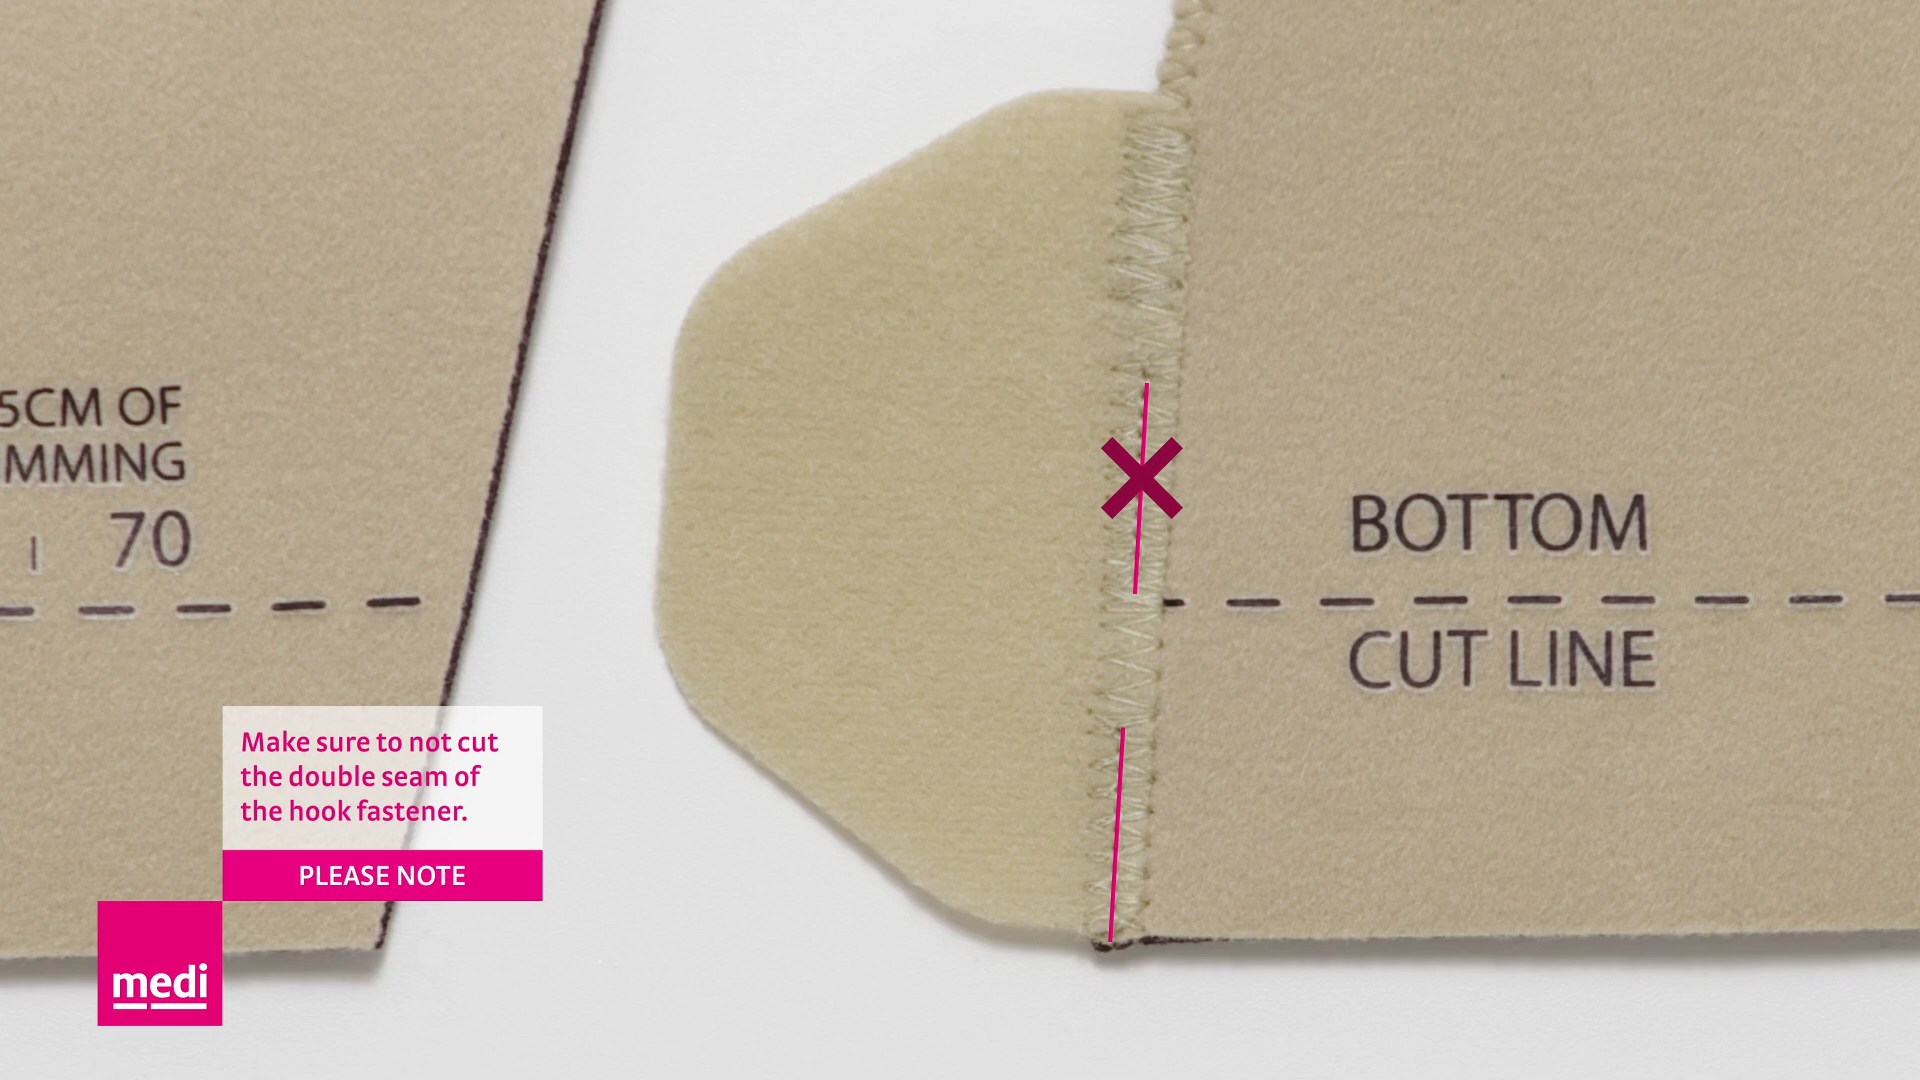 5CM OF
MMING
| 70
BOTTOM
CUT LINE
Make sure to not cut
the double seam of
the hook fastener.
PLEASE NOTE
medi